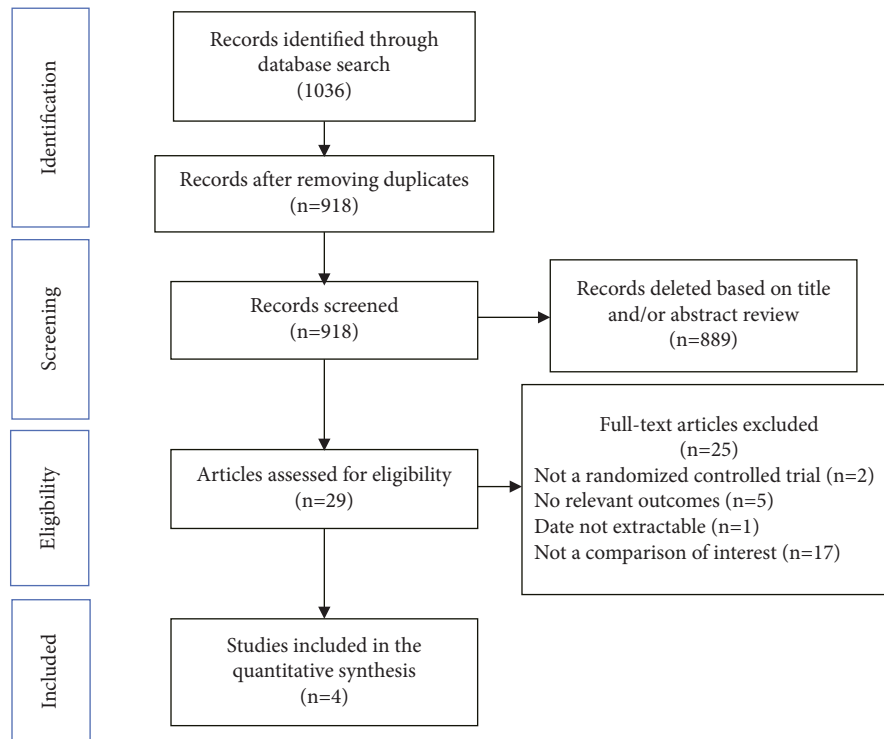 Identification
Records identified through
database search
(1036)
Records after removing duplicates
(n=918)
Screening
Records screened
(n=918)
Records deleted based on title
and/or abstract review
(n=889)
Eligibility
Articles assessed for eligibility
(n=29)
Full-text articles excluded
(n=25)
Not a randomized controlled trial (n=2)
No relevant outcomes (n=5)
Date not extractable (n=1)
Not a comparison of interest (n=17)
Included
Studies included in the
quantitative synthesis
(n=4)